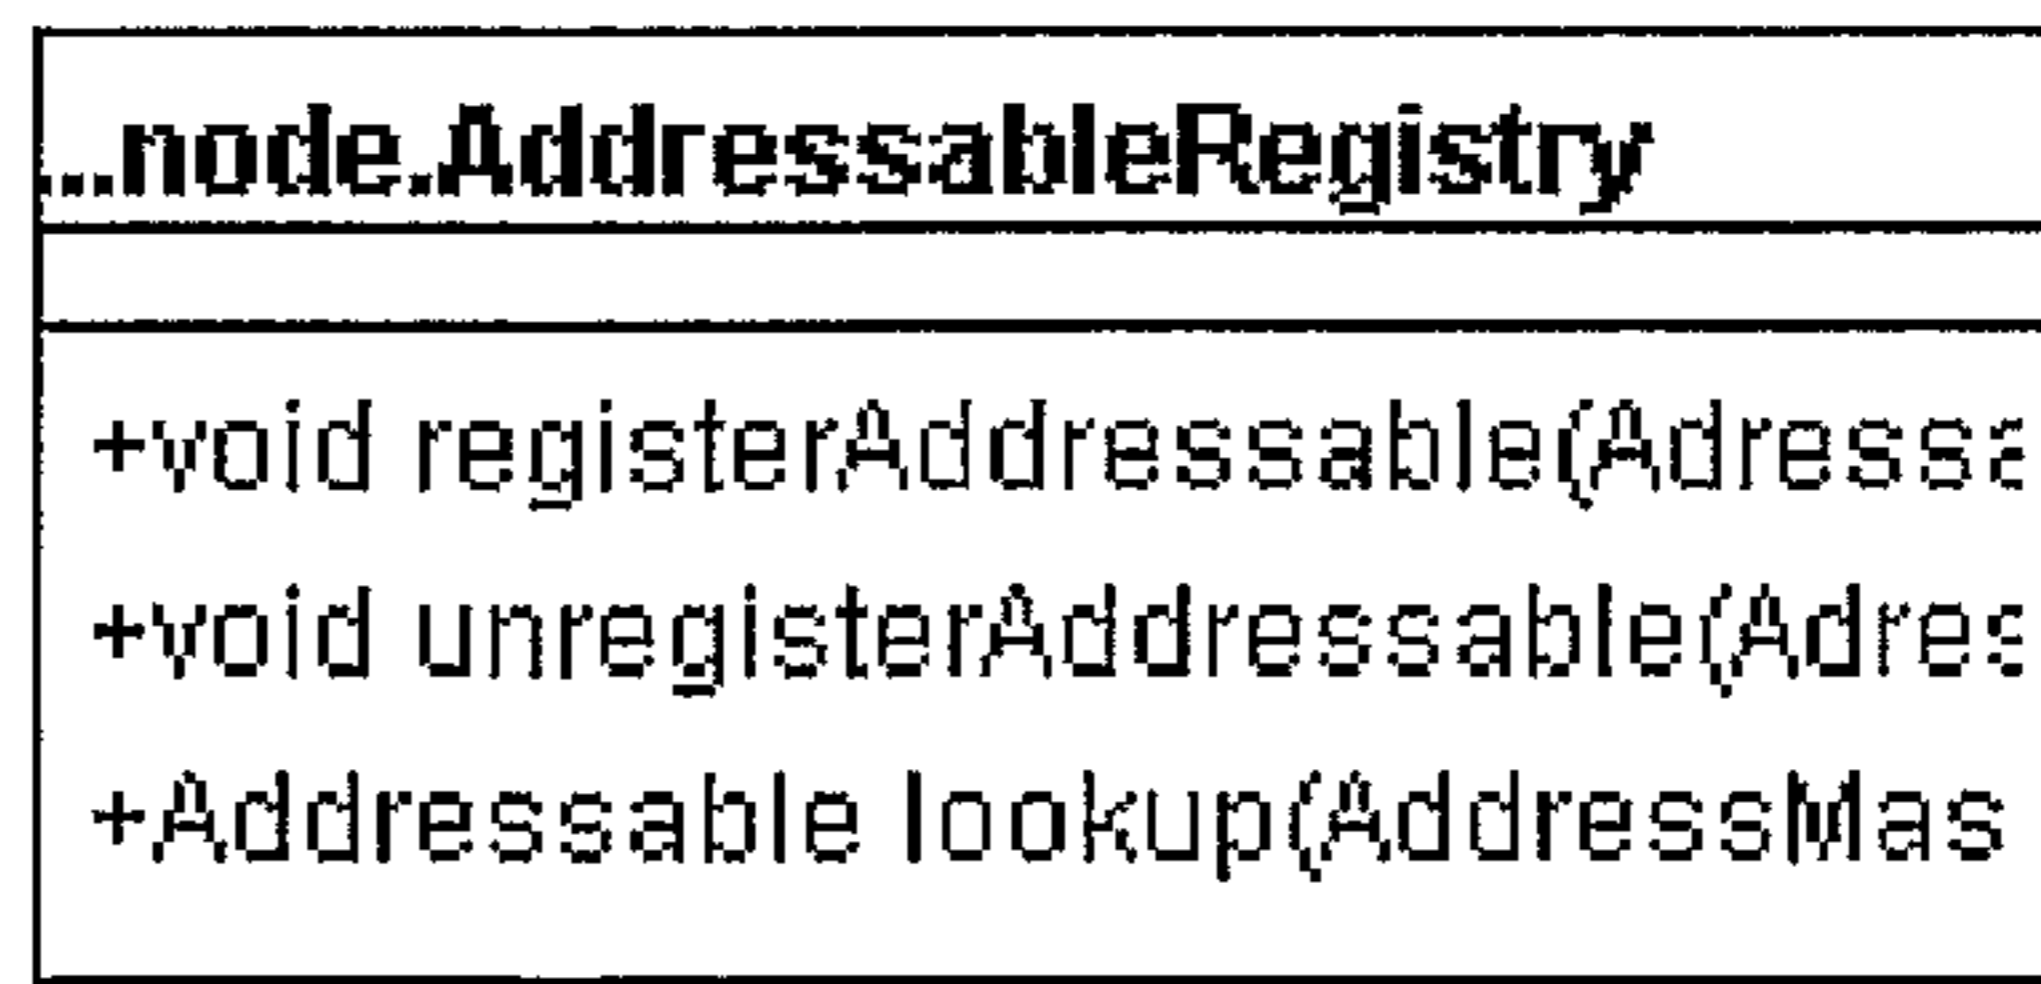 ...node.AddressableRegistry
+void registerAddressable(Adressa
+void unregisterAddressable(Adres
+Addressable lookup(AddressMas